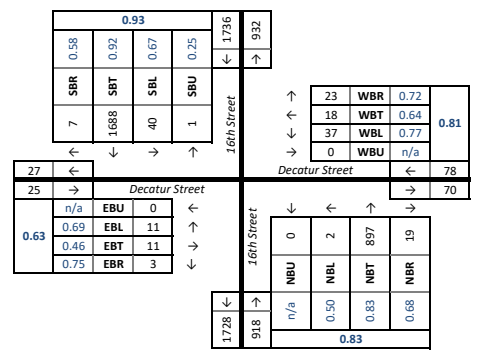 0.93
0.58 0.92 0.67 0.25
SBR SBT SBL SBU
7 1688 40 1
← ↓ → ↑
1736 932
↓ ↑
16th Street
↑ 23 WBR 0.72
← 18 WBT 0.64
↓ 37 WBL 0.77
→ 0 WBU n/a
0.81
Decatur Street
← 78
→ 70
27 ←
25 →
Decatur Street
0.63
n/a EBU 0 ←
0.69 EBL 11 ↑
0.46 EBT 11 →
0.75 EBR 3 ↓
16th Street
↓ ↑
1728 918
↓ ← ↑ →
0 2 897 19
NBU NBL NBT NBR
n/a 0.50 0.83 0.68
0.83